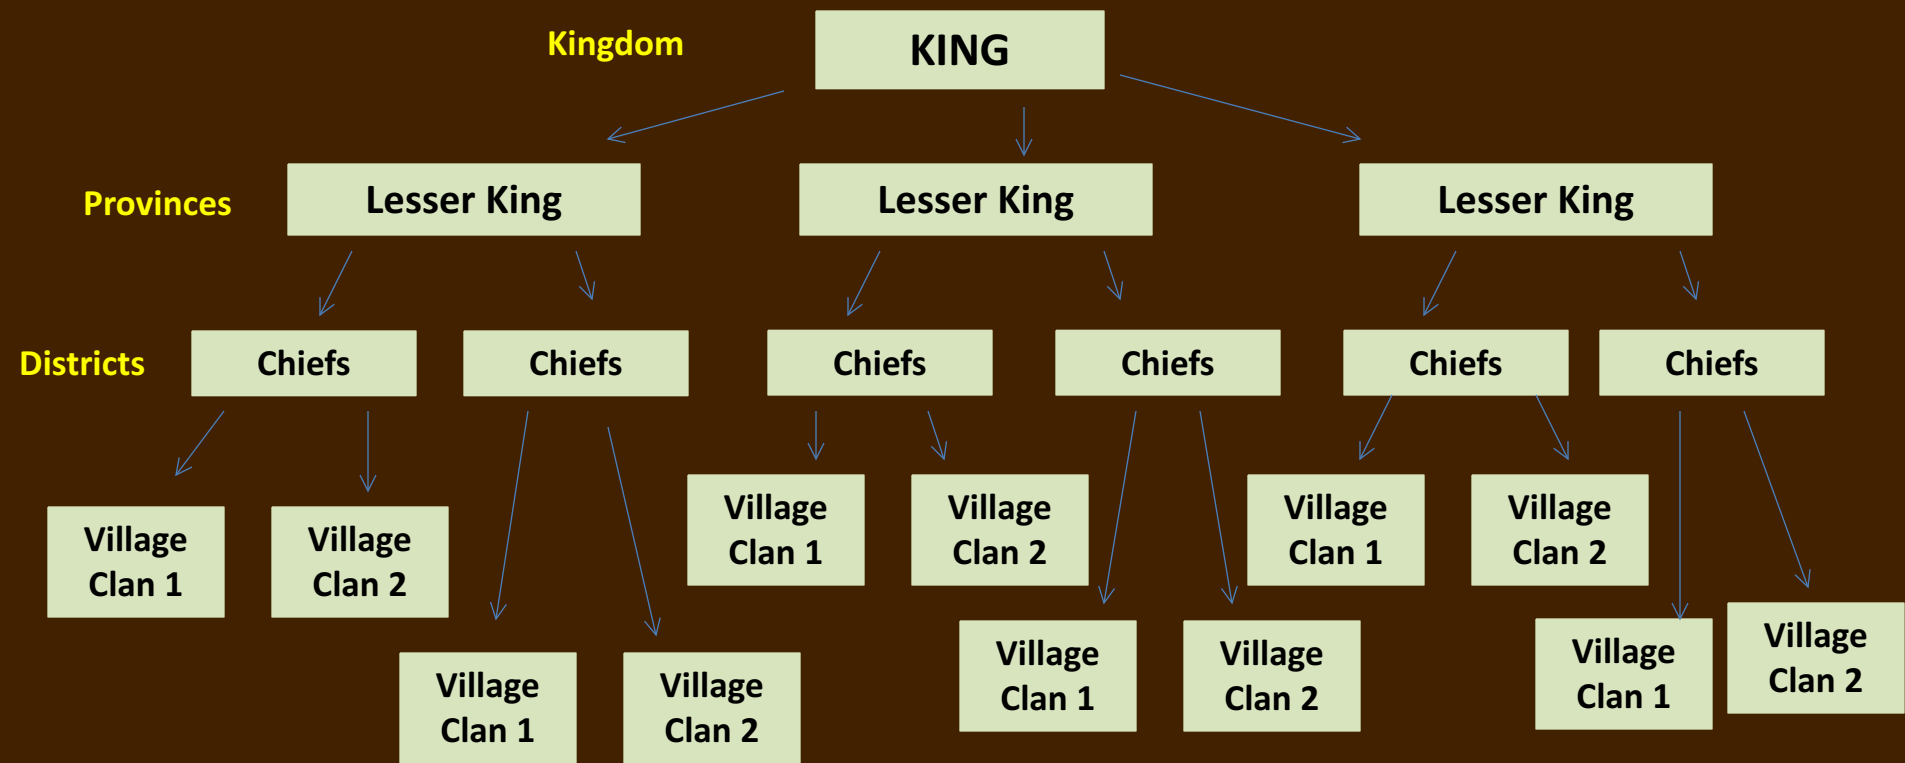 Kingdom
KING
Provinces
Lesser King
Lesser King
Lesser King
Districts
Chiefs
Chiefs
Chiefs
Chiefs
Chiefs
Chiefs
Village
Clan 1
Village
Clan 2
Village
Clan 1
Village
Clan 2
Village
Clan 1
Village
Clan 2
Village
Clan 1
Village
Clan 2
Village
Clan 1
Village
Clan 2
Village
Clan 1
Village
Clan 2